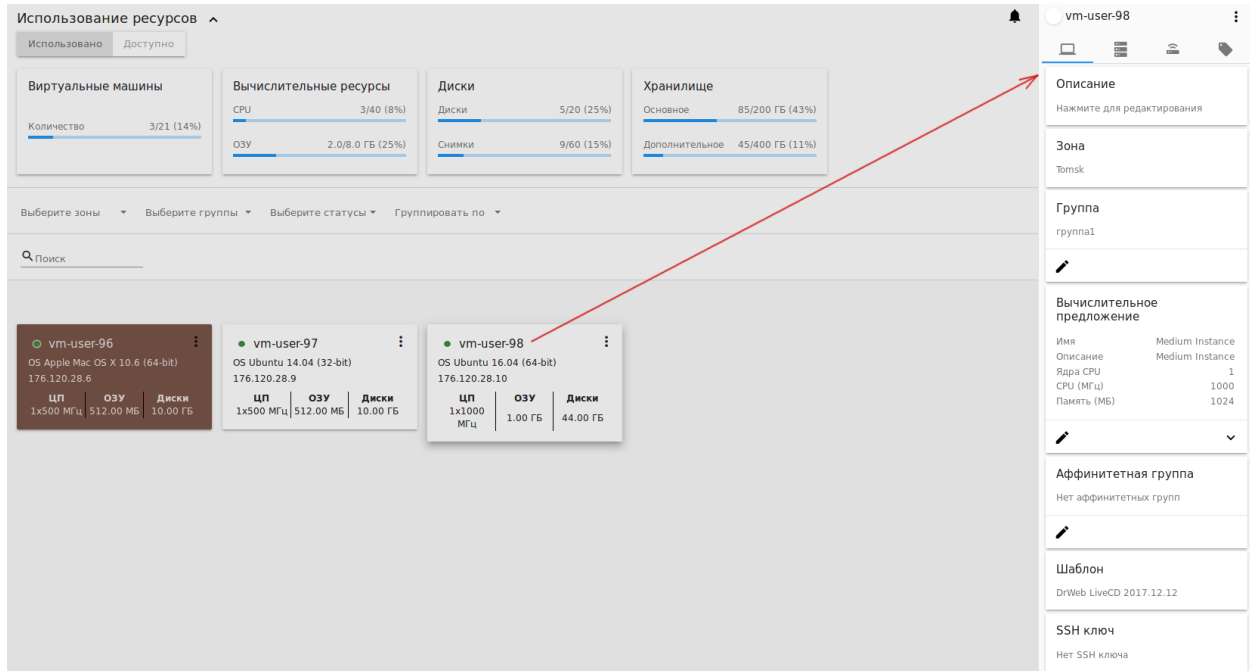 Использование ресурсов
Использовано Доступно
Виртуальные машины
Количество 3/21 (14%)
Вычислительные ресурсы
CPU 3/40 (8%)
ОЗУ 2.0/8.0 ГБ (25%)
Диски
Диски 5/20 (25%)
Снимки 9/60 (15%)
Хранилище
Основное 85/200 ГБ (43%)
Дополнительное 45/400 ГБ (11%)
Выберите зоны Выберите группы Выберите статусы Группировать по
Поиск
vm-user-96
OS Apple Mac OS X 10.6 (64-bit)
176.120.28.6
ЦП ОЗУ Диски
1x500 МГц 512.00 МБ 10.00 ГБ
vm-user-97
OS Ubuntu 14.04 (32-bit)
176.120.28.9
ЦП ОЗУ Диски
1x500 МГц 512.00 МБ 10.00 ГБ
vm-user-98
OS Ubuntu 16.04 (64-bit)
176.120.28.10
ЦП ОЗУ Диски
1x1000
МГц 1.00 ГБ 44.00 ГБ
vm-user-98
Описание
Нажмите для редактирования
Зона
Tomsk
Группа
группа1
Вычислительное
предложение
Имя Medium Instance
Описание Medium Instance
Ядра CPU 1
CPU (МГц) 1000
Память (МБ) 1024
Аффинитетная группа
Нет аффинитетных групп
Шаблон
DrWeb LiveCD 2017.12.12
SSH ключ
Нет SSH ключа